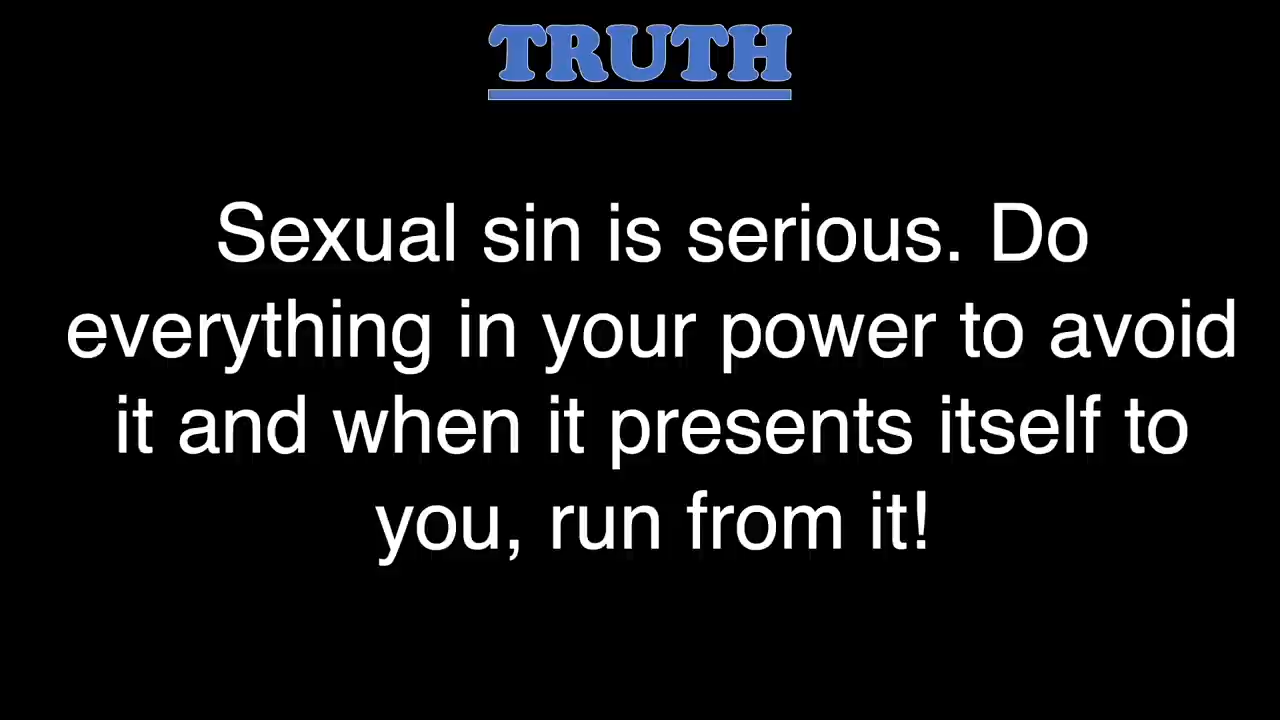 TRUTH
Sexual sin is serious. Do
everything in your power to avoid
it and when it presents itself to
you, run from it!